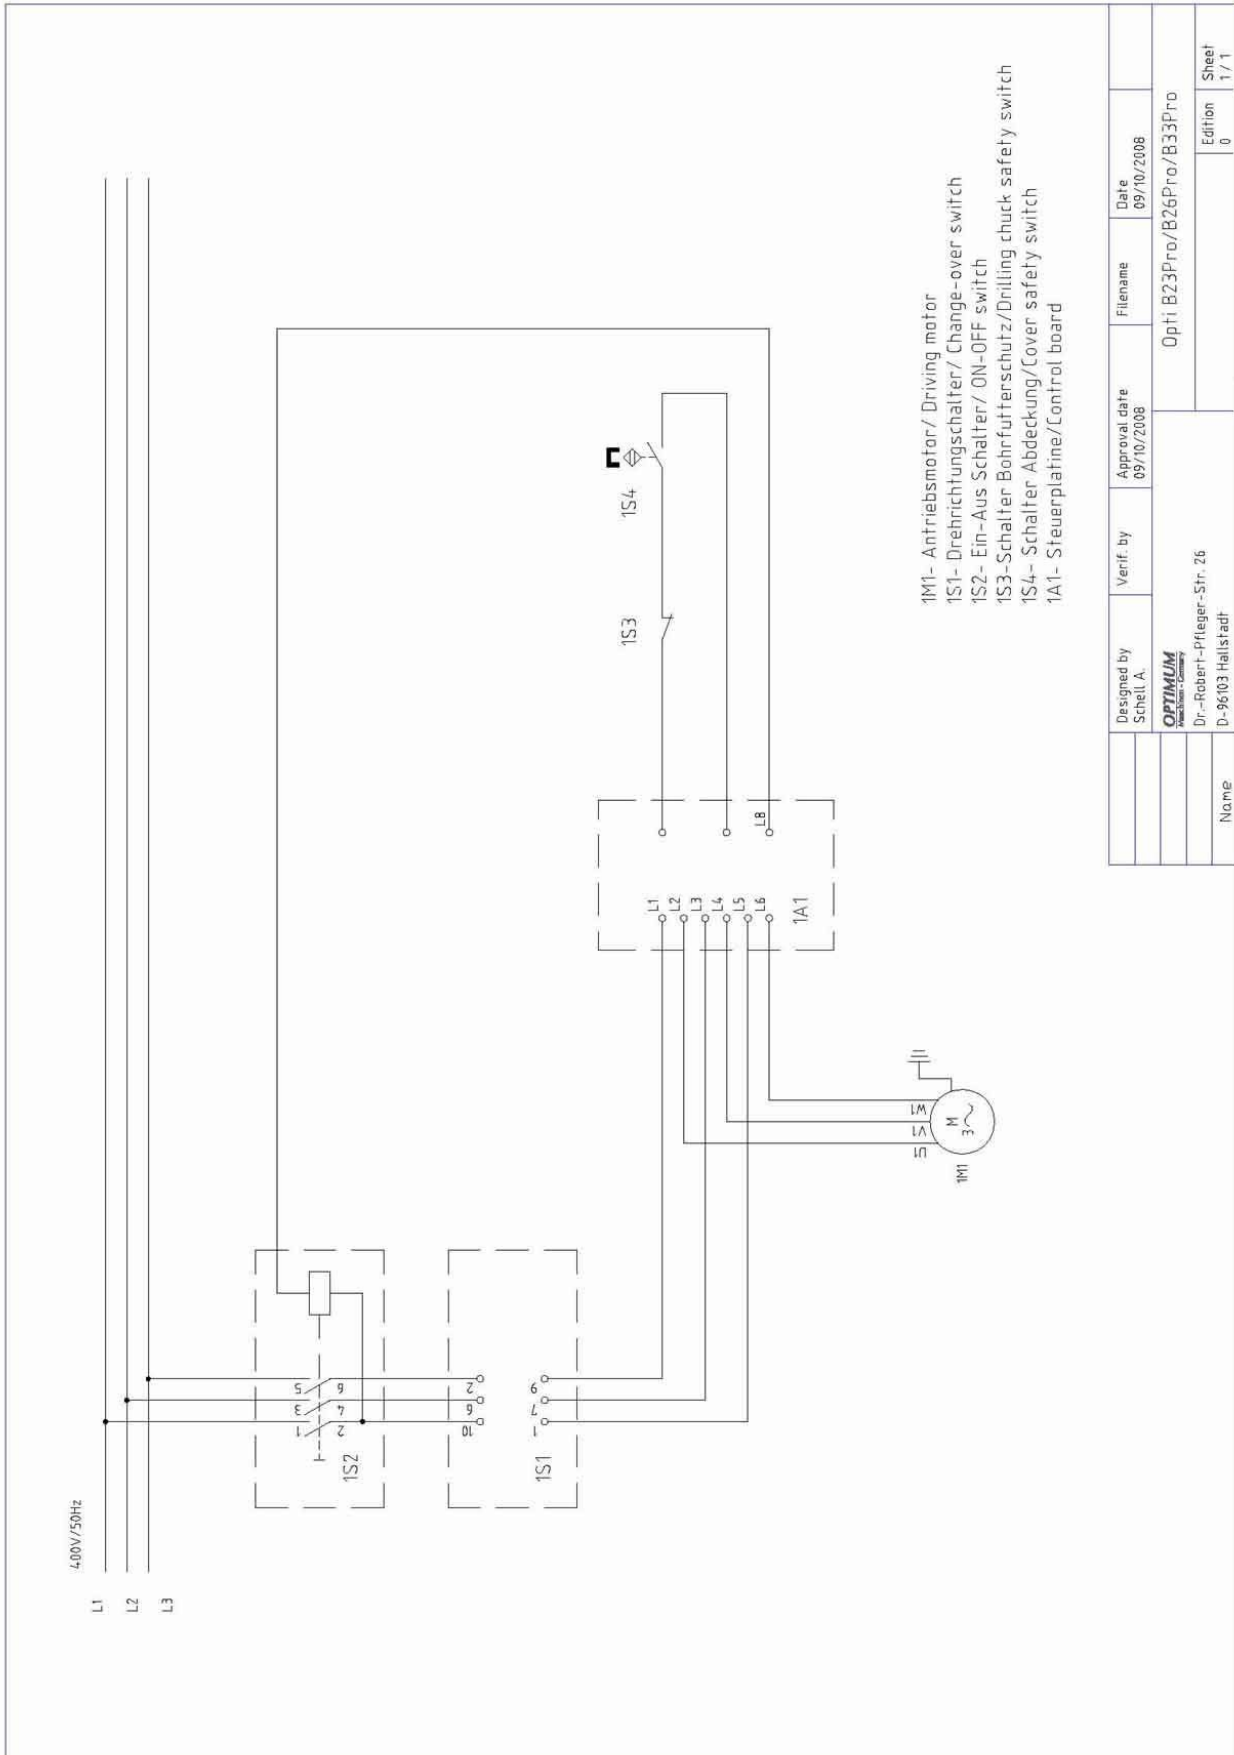 400V/50Hz
L1
L2
L3
1 3 5
2 4 6
1S2
10 6 2
1 7 9
1S1
U1 V1 W1
M
3
1M1
L1
L2
L3
L4
L5
L6
L8
1A1
1S3
1S4
1M1- Antriebsmotor/ Driving motor
1S1- Drehrichtungschalter/ Change-over switch
1S2- Ein-Aus Schalter/ ON-OFF switch
1S3-Schalter Bohrfutterschutz/Drilling chuck safety switch
1S4- Schalter Abdeckung/Cover safety switch
1A1- Steuerplatine/Control board
Designed by
Schell A.
Verif. by
Approval date
09/10/2008
Filename
Date
09/10/2008
OPTIMUM
Maschinen - Germany
Dr.-Robert-Pfleger-Str. 26
D-96103 Hallstadt
Opti B23Pro/B26Pro/B33Pro
Edition
0
Sheet
1 / 1
Name